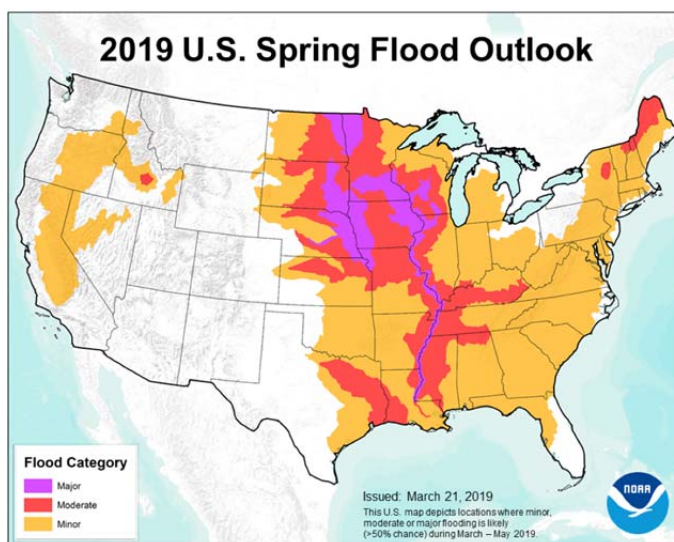 2019 U.S. Spring Flood Outlook
Flood Category
Major
Moderate
Minor
Issued: March 21, 2019
This U.S. map depicts locations where minor,
moderate or major flooding is likely
(>50% chance) during March – May 2019.
NOAA